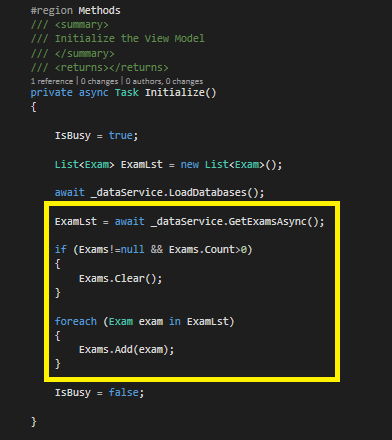 #region Methods
/// <summary>
/// Initialize the View Model
/// </summary>
/// <returns></returns>
1 reference | 0 changes | 0 authors, 0 changes
private async Task Initialize()
{
IsBusy = true;
List<Exam> ExamLst = new List<Exam>();
await _dataService.LoadDatabases();
ExamLst = await _dataService.GetExamsAsync();
if (Exams!=null && Exams.Count>0)
{
Exams.Clear();
}
foreach (Exam exam in ExamLst)
{
Exams.Add(exam);
}
IsBusy = false;
}